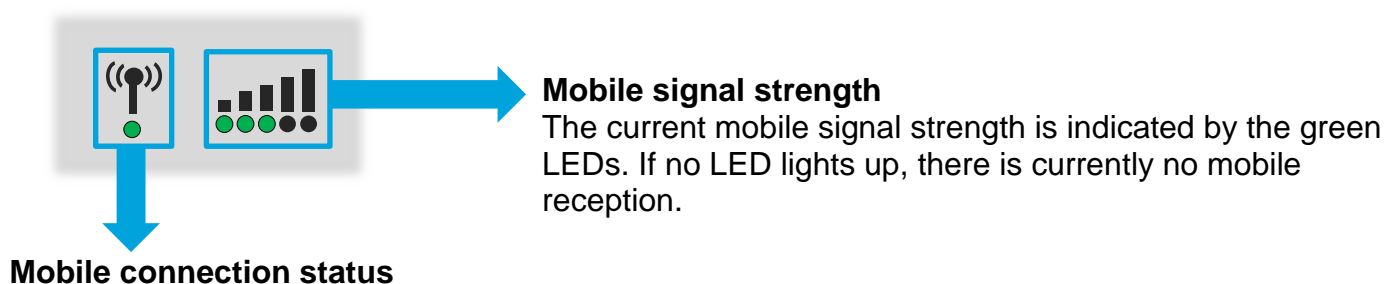 Mobile signal strength
The current mobile signal strength is indicated by the green
LEDs. If no LED lights up, there is currently no mobile
reception.
Mobile connection status